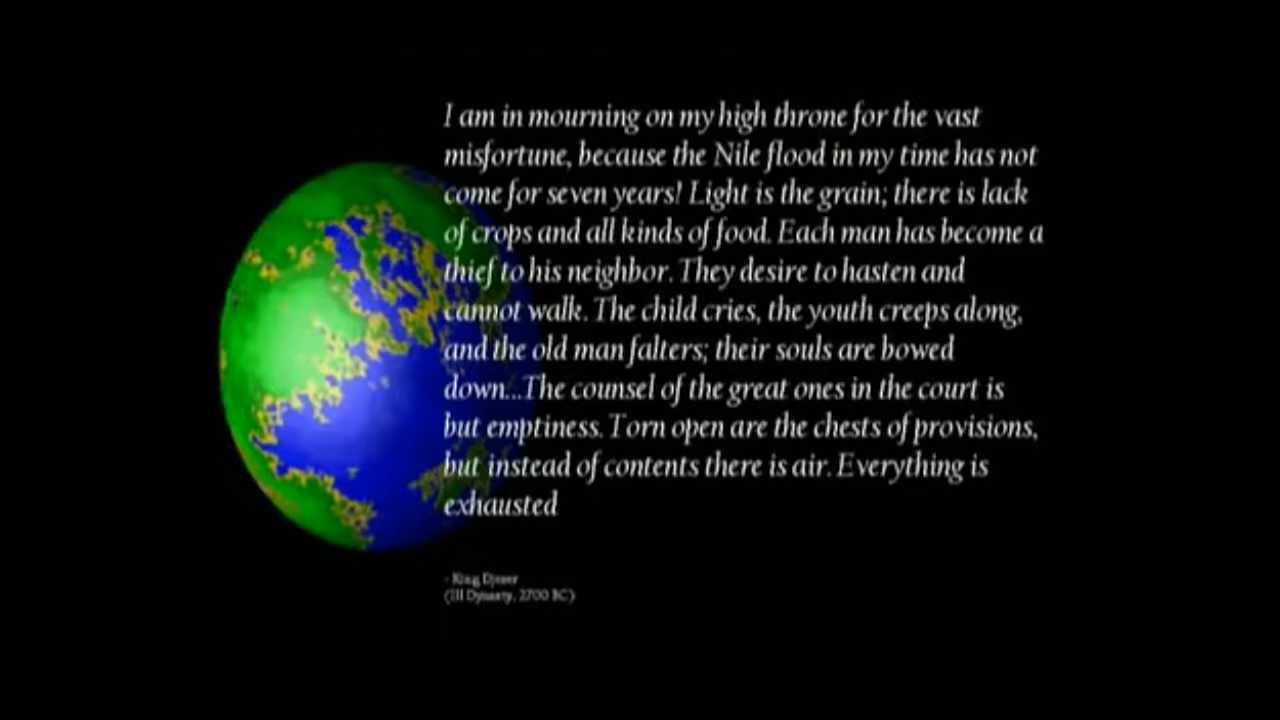 I am in mourning on my high throne for the vast
misfortune, because the Nile flood in my time has not
come for seven years! Light is the grain; there is lack
of crops and all kinds of food. Each man has become a
thief to his neighbor. They desire to hasten and
cannot walk. The child cries, the youth creeps along,
and the old man falters; their souls are bowed
down...The counsel of the great ones in the court is
but emptiness. Torn open are the chests of provisions,
but instead of contents there is air. Everything is
exhausted
- King Djoser
(III Dynasty, 2700 BC)